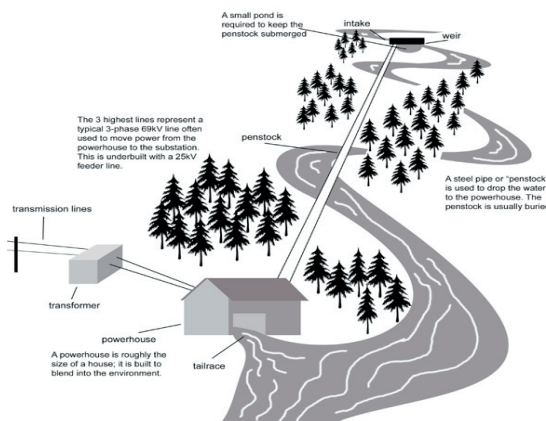 A small pond is
required to keep the
penstock submerged
intake
weir
The 3 highest lines represent a
typical 3-phase 69kV line often
used to move power from the
powerhouse to the substation.
This is underbuilt with a 25kV
feeder line.
penstock
A steel pipe or "penstock
is used to drop the water
to the powerhouse. The
penstock is usually burie
transmission lines
transformer
powerhouse
A powerhouse is roughly the
size of a house; it is built to
blend into the environment.
tailrace